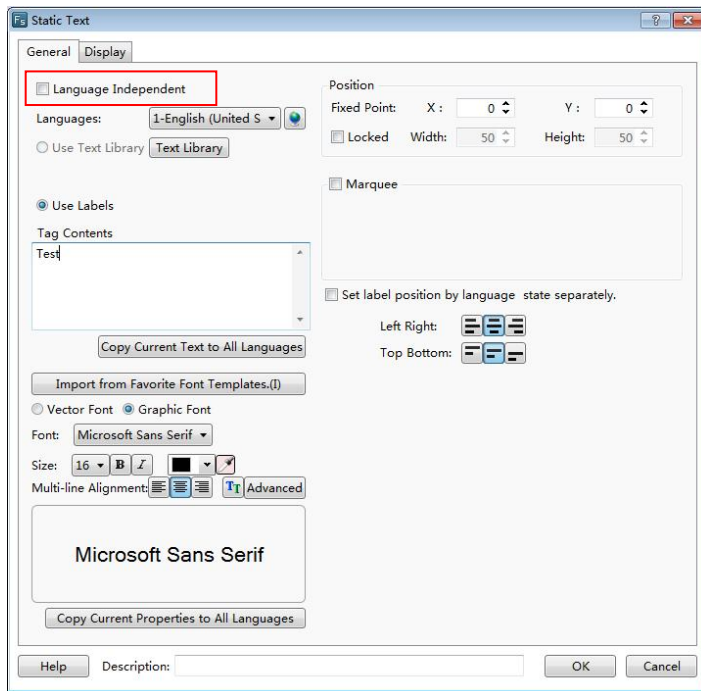 Static Text
General Display
Language Independent
Languages: 1-English (United S
Use Text Library Text Library
Use Labels
Tag Contents
Test
Copy Current Text to All Languages
Import from Favorite Font Templates.(I)
Vector Font Graphic Font
Font: Microsoft Sans Serif
Size: 16 B I
Multi-line Alignment: TT Advanced
Microsoft Sans Serif
Copy Current Properties to All Languages
Position
Fixed Point: X : 0 Y : 0
Locked Width: 50 Height: 50
Marquee
Set label position by language state separately.
Left Right:
Top Bottom:
Help Description: OK Cancel